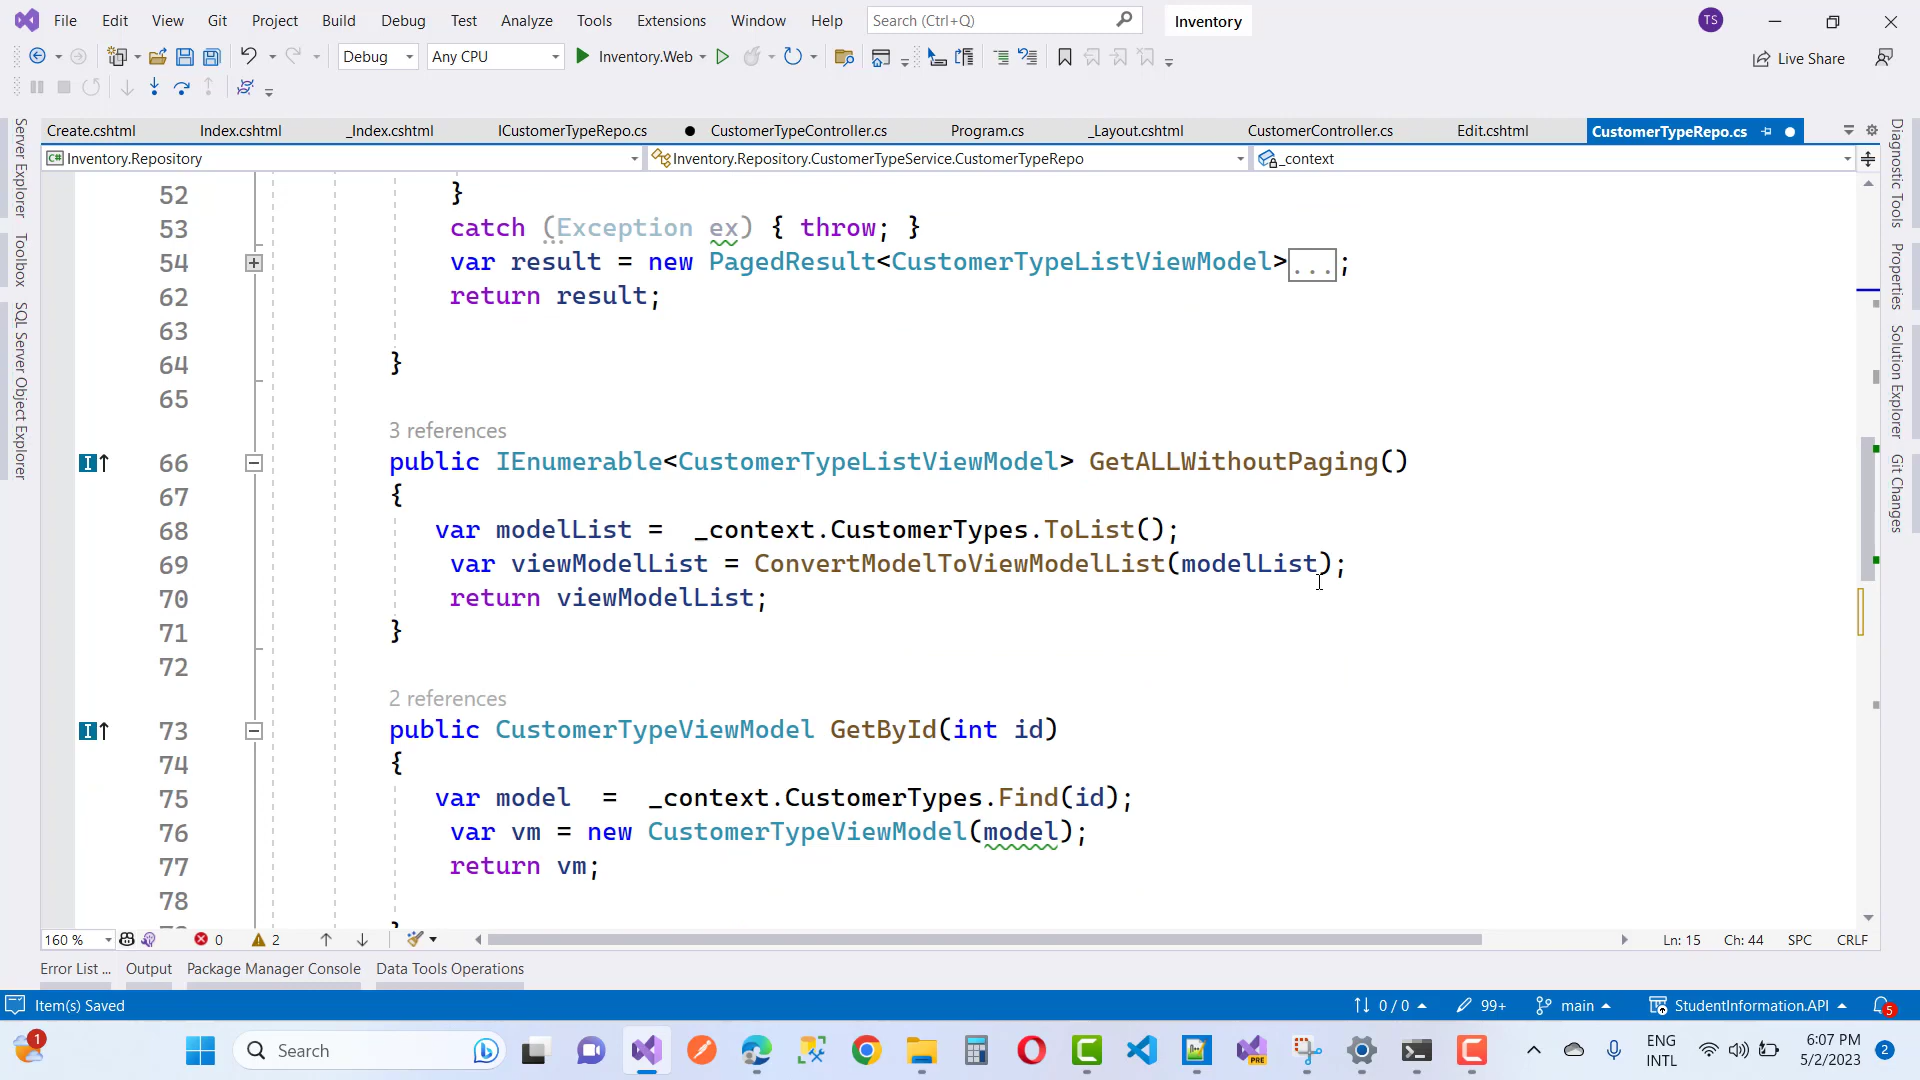 File Edit View Git Project Build Debug Test Analyze Tools Extensions Window Help Search (Ctrl+Q) Inventory TS
Debug Any CPU Inventory.Web Live Share
Create.cshtml Index.cshtml _Index.cshtml ICustomerTypeRepo.cs CustomerTypeController.cs Program.cs _Layout.cshtml CustomerController.cs Edit.cshtml CustomerTypeRepo.cs
C# Inventory.Repository Inventory.Repository.CustomerTypeService.CustomerTypeRepo _context
Server Explorer
Toolbox
SQL Server Object Explorer
52 }
53 catch (Exception ex) { throw; }
54 var result = new PagedResult<CustomerTypeListViewModel>...;
62 return result;
63
64 }
65
3 references
66 public IEnumerable<CustomerTypeListViewModel> GetALLWithoutPaging()
67 {
68 var modelList = _context.CustomerTypes.ToList();
69 var viewModelList = ConvertModelToViewModelList(modelList);
70 return viewModelList;
71 }
72
2 references
73 public CustomerTypeViewModel GetById(int id)
74 {
75 var model = _context.CustomerTypes.Find(id);
76 var vm = new CustomerTypeViewModel(model);
77 return vm;
78
Diagnostic Tools
Properties
Solution Explorer
Git Changes
160 % 0 2 Ln: 15 Ch: 44 SPC CRLF
Error List ... Output Package Manager Console Data Tools Operations
Item(s) Saved 0 / 0 99+ main StudentInformation.API 5
1 Search PRE ENG
INTL
6:07 PM
5/2/2023
2